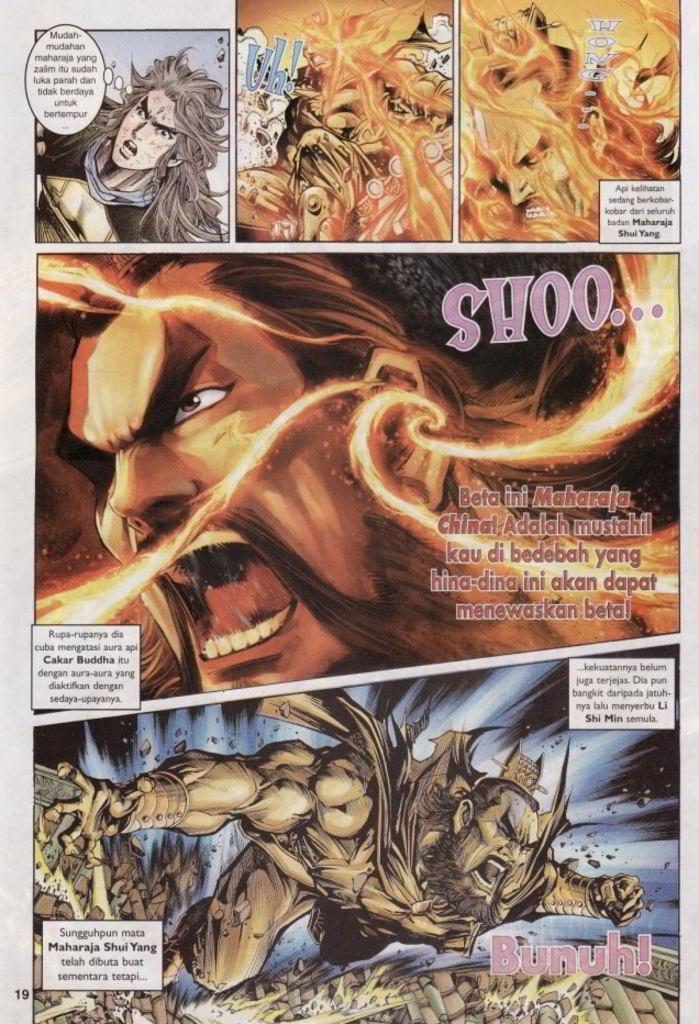 Mudah-
mudahan
maharaja yang
zalim itu sudah
luka parah dan
tidak berdaya
untuk
bertempur
...
Uh!
HONG..!
Api kelihatan
sedang berkobar-
kobar dari seluruh
badan Maharaja
Shui Yang.
SHOO...
Beta ini Maharaja
China! Adalah mustahil
kau di bedebah yang
hina-dina ini akan dapat
menewaskan beta!
Rupa-rupanya dia
cuba mengatasi aura api
Cakar Buddha itu
dengan aura-aura yang
diaktifkan dengan
sedaya-upayanya.
...kekuatannya belum
juga terjejas. Dia pun
bangkit daripada jatuh-
nya lalu menyerbu Li
Shi Min semula.
Sungguhpun mata
Maharaja Shui Yang
telah dibuta buat
sementara tetapi...
Bunuh!
19